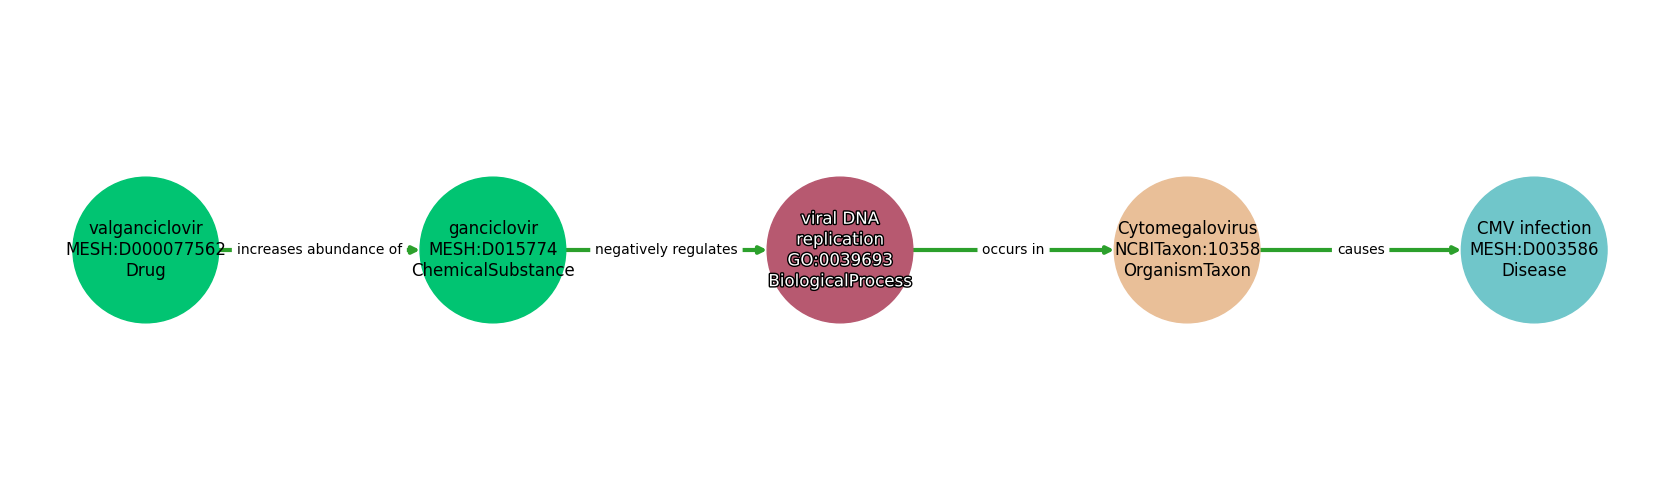 valganciclovir
MESH:D000077562
Drug
increases abundance of
ganciclovir
MESH:D015774
ChemicalSubstance
negatively regulates
viral DNA
replication
GO:0039693
BiologicalProcess
occurs in
Cytomegalovirus
NCBITaxon:10358
OrganismTaxon
causes
CMV infection
MESH:D003586
Disease